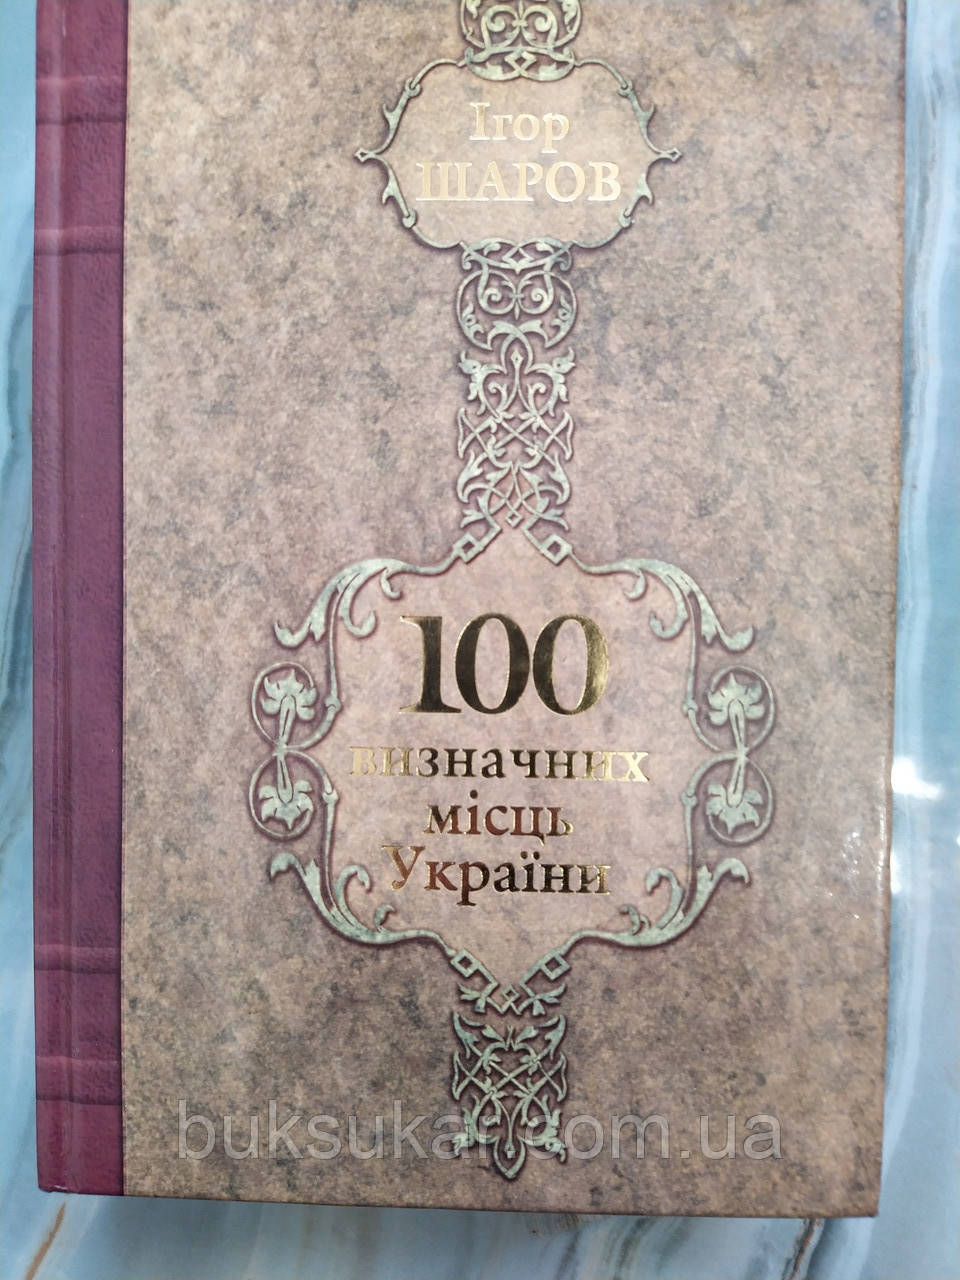 Ігор
ШАРОВ
100
визначних
місць
України
buksukar.com.ua